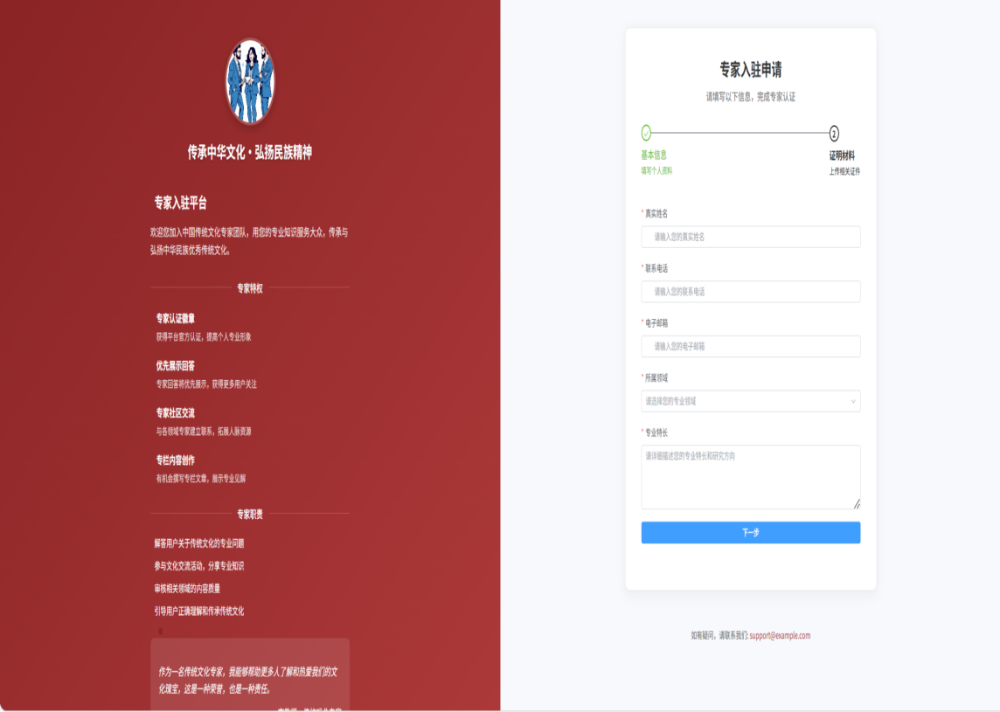 传承中华文化·弘扬民族精神
专家入驻平台
欢迎您加入中国传统文化专家团队，用您的专业知识服务大众，传承与
弘扬中华民族优秀传统文化。
专家特权
专家认证徽章
获得平台官方认证，提高个人专业形象
优先展示回答
专家回答将优先展示，获得更多用户关注
专家社区交流
与各领域专家建立联系，拓展人脉资源
专栏内容创作
有机会撰写专栏文章，展示专业见解
专家职责
解答用户关于传统文化的专业问题
参与文化交流活动，分享专业知识
审核相关领域的内容质量
引导用户正确理解和传承传统文化
作为一名传统文化专家，我能够帮助更多人了解和热爱我们的文
化瑰宝，这是一种荣誉，也是一种责任。
专家入驻申请
请填写以下信息，完成专家认证
2
基本信息
填写个人资料
证明材料
上传相关证件
* 真实姓名
请输入您的真实姓名
* 联系电话
请输入您的联系电话
* 电子邮箱
请输入您的电子邮箱
* 所属领域
请选择您的专业领域
* 专业特长
请详细描述您的专业特长和研究方向
下一步
如有疑问，请联系我们: support@example.com